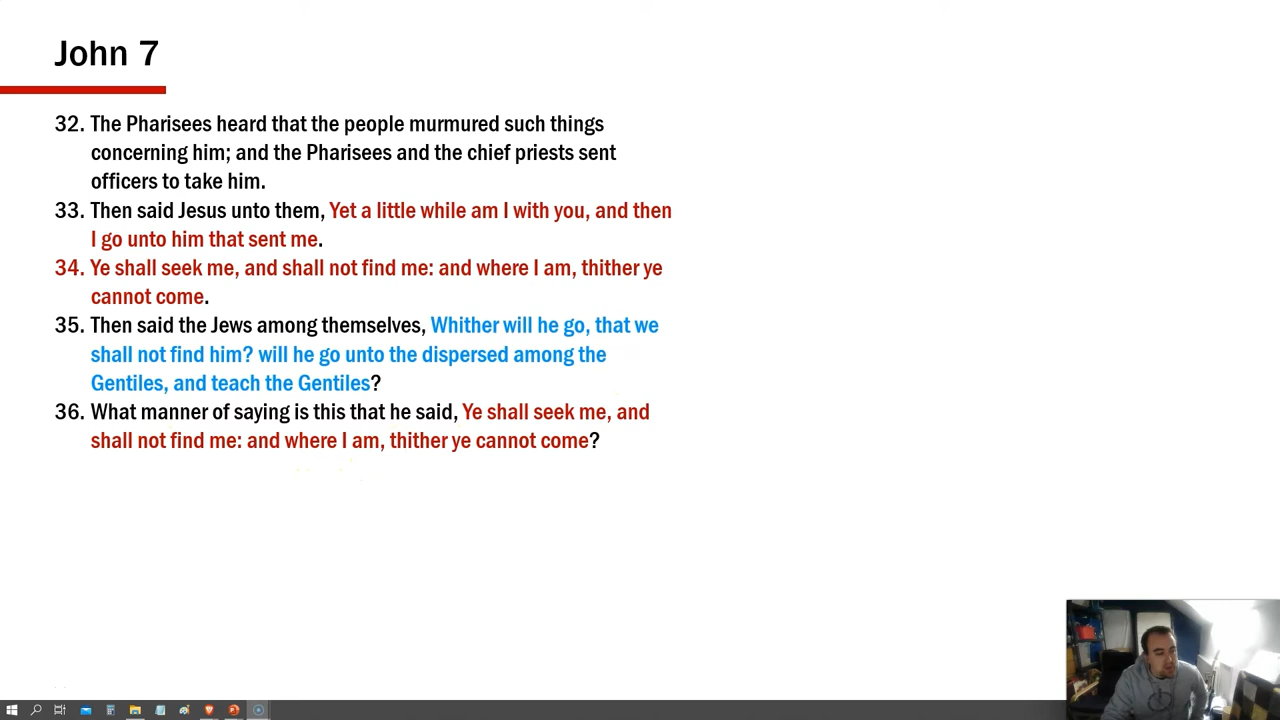 John 7
32. The Pharisees heard that the people murmured such things
concerning him; and the Pharisees and the chief priests sent
officers to take him.
33. Then said Jesus unto them, Yet a little while am I with you, and then
I go unto him that sent me.
34. Ye shall seek me, and shall not find me: and where I am, thither ye
cannot come.
35. Then said the Jews among themselves, Whither will he go, that we
shall not find him? will he go unto the dispersed among the
Gentiles, and teach the Gentiles?
36. What manner of saying is this that he said, Ye shall seek me, and
shall not find me: and where I am, thither ye cannot come?